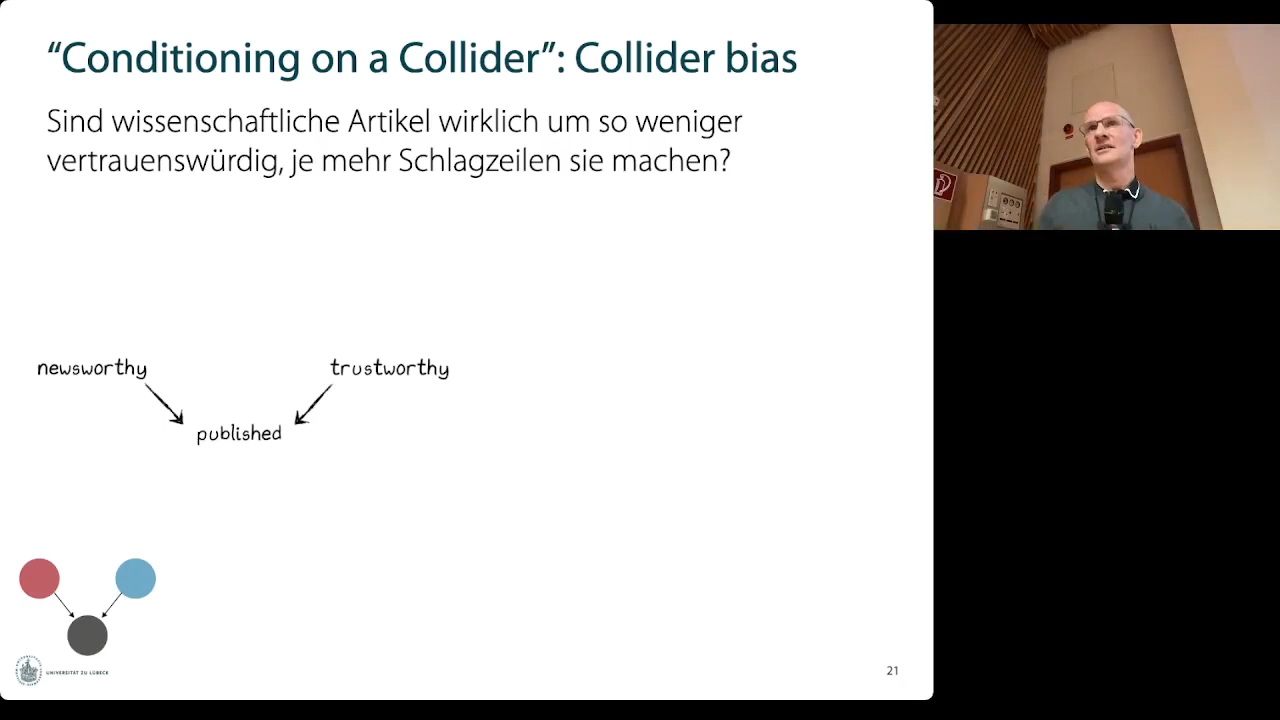 “Conditioning on a Collider”: Collider bias
Sind wissenschaftliche Artikel wirklich um so weniger
vertrauenswürdig, je mehr Schlagzeilen sie machen?
newsworthy
trustworthy
published
UNIVERSITÄT ZU LÜBECK
21